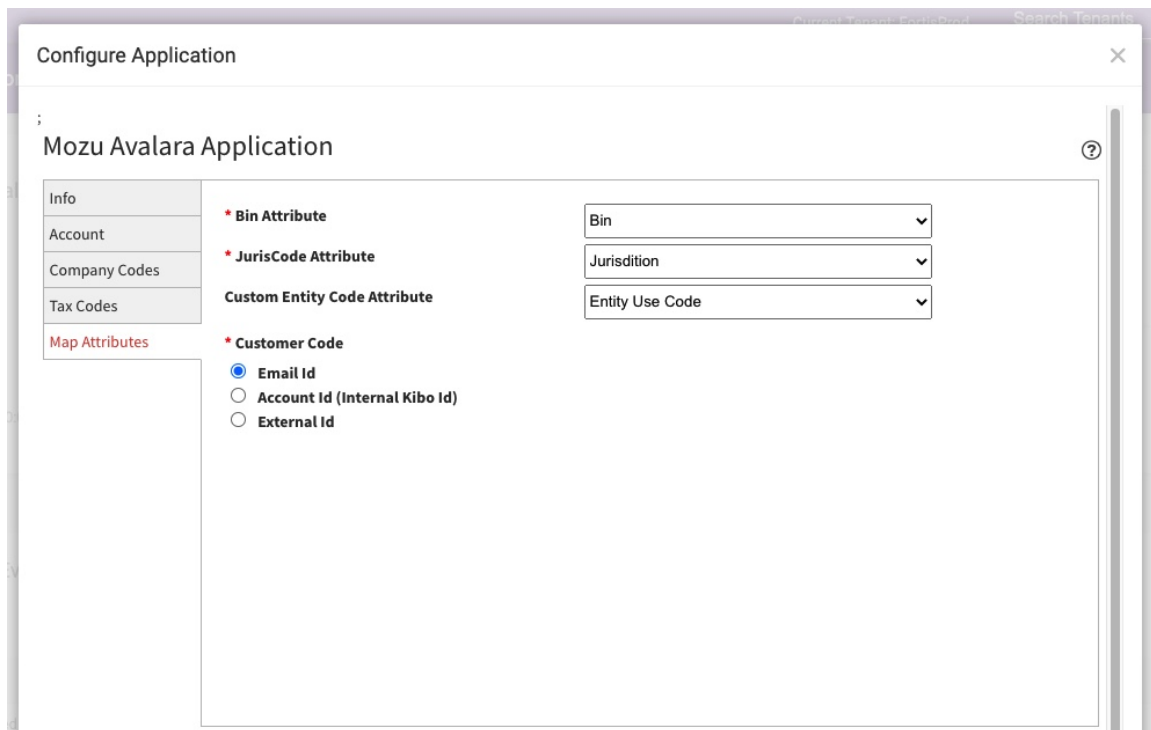 Current Tenant: FortisProd Search Tenants
Configure Application
;
Mozu Avalara Application
Info
Account
Company Codes
Tax Codes
Map Attributes
* Bin Attribute
Bin
* JurisCode Attribute
Jurisdition
Custom Entity Code Attribute
Entity Use Code
* Customer Code
Email Id
Account Id (Internal Kibo Id)
External Id